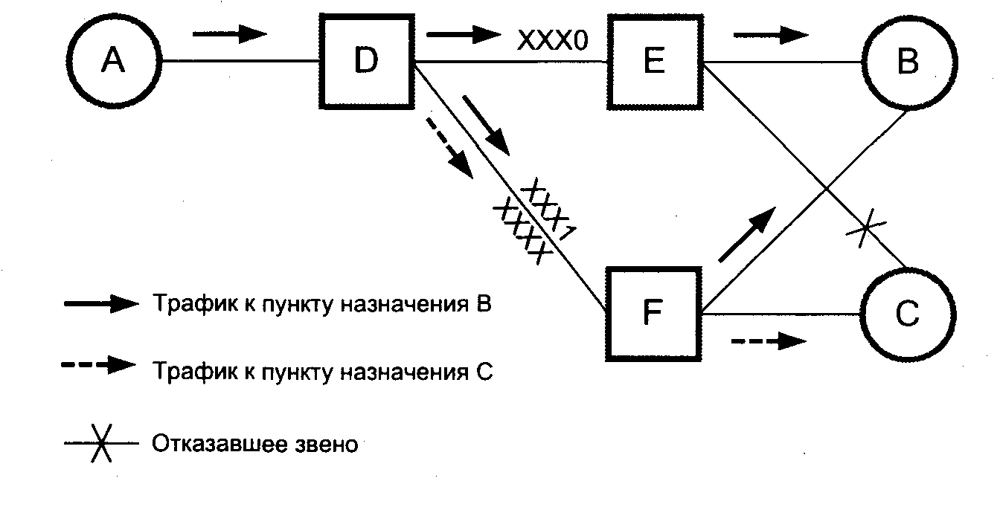 A
D
XXX0
E
B
XXX1
XXXX
F
C
Трафик к пункту назначения B
Трафик к пункту назначения C
Отказавшее звено